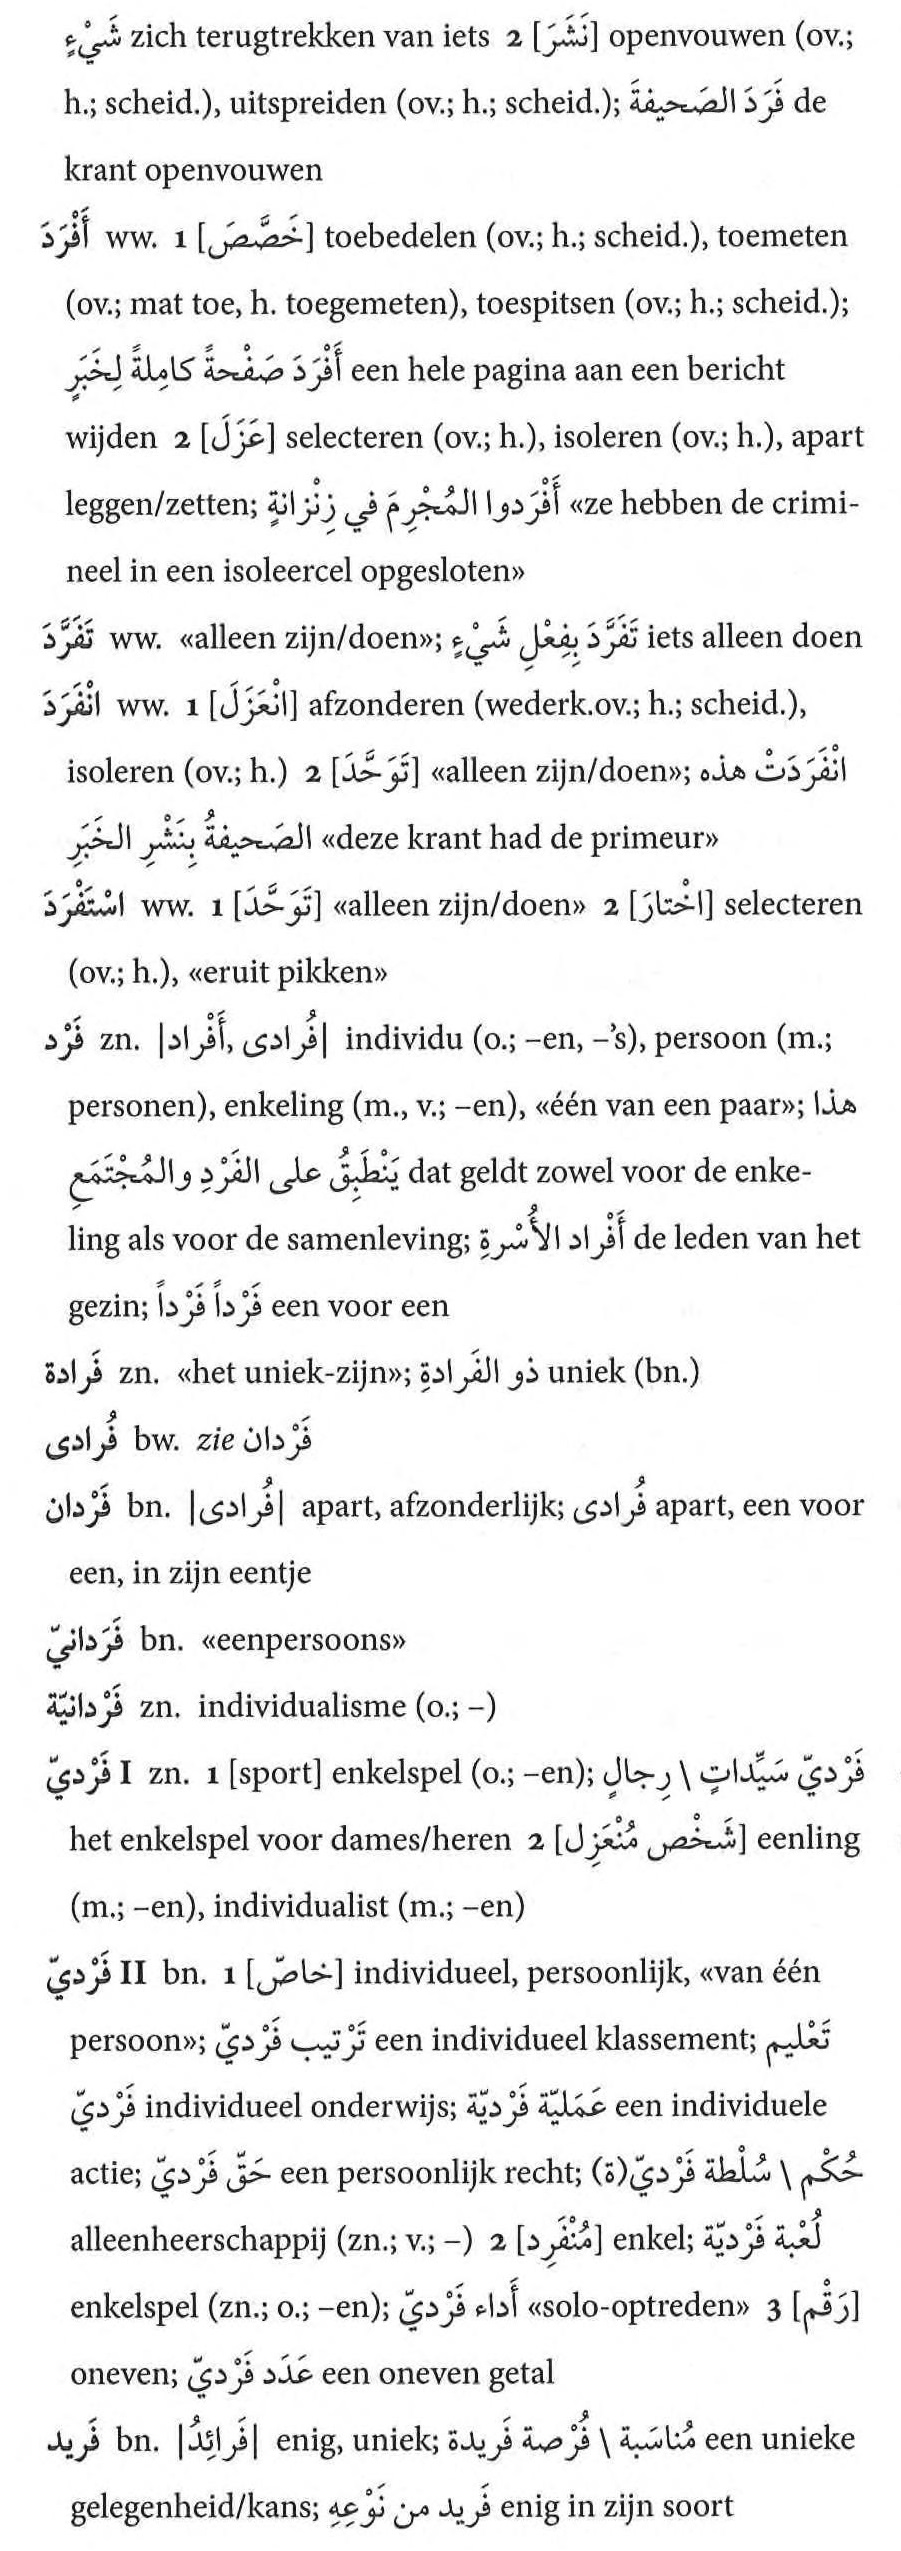 شَيْءٍ zich terugtrekken van iets 2 [نَشَرَ] openvouwen (ov.;
h.; scheid.), uitspreiden (ov.; h.; scheid.); فَرَدَ الصَحيفةَ de
krant openvouwen
أَفْرَدَ ww. 1 [خَصَّصَ] toebedelen (ov.; h.; scheid.), toemeten
(ov.; mat toe, h. toegemeten), toespitsen (ov.; h.; scheid.);
أَفْرَدَ صَفْحةً كامِلةً لِخَبَرٍ een hele pagina aan een bericht
wijden 2 [عَزَلَ] selecteren (ov.; h.), isoleren (ov.; h.), apart
leggen/zetten; أَفْرَدوا المُجْرِمَ في زِنْزانةٍ «ze hebben de crimi-
neel in een isoleercel opgesloten»
تَفَرَّدَ ww. «alleen zijn/doen»; تَفَرَّدَ بِفِعْلِ شَيْءٍ iets alleen doen
انْفَرَدَ ww. 1 [انْعَزَلَ] afzonderen (wederk.ov.; h.; scheid.),
isoleren (ov.; h.) 2 [تَوَحَّدَ] «alleen zijn/doen»; انْفَرَدَتْ هذه
الصَحيفةُ بِنَشْرِ الخَبَرِ «deze krant had de primeur»
اسْتَفْرَدَ ww. 1 [تَوَحَّدَ] «alleen zijn/doen» 2 [اخْتارَ] selecteren
(ov.; h.), «eruit pikken»
فَرْد zn. |أَفْراد, فُرادى| individu (o.; –en, –’s), persoon (m.;
personen), enkeling (m., v.; –en), «één van een paar»; هذا
يَنْطَبِقُ على الفَرْدِ والمُجْتَمَعِ dat geldt zowel voor de enke-
ling als voor de samenleving; أَفْراد الأُسْرةِ de leden van het
gezin; فَرْداً فَرْداً een voor een
فَرادة zn. «het uniek-zijn»; ذو الفَرادةِ uniek (bn.)
فُرادى bw. zie فَرْدان
فَرْدان bn. |فُرادى| apart, afzonderlijk; فُرادى apart, een voor
een, in zijn eentje
فَرَدانيّ bn. «eenpersoons»
فَرْدانيّة zn. individualisme (o.; –)
فَرْديّ I zn. 1 [sport] enkelspel (o.; –en); فَرْديّ سَيِّداتٍ \ رِجالٍ
het enkelspel voor dames/heren 2 [شَخْص مُنْعَزِل] eenling
(m.; –en), individualist (m.; –en)
فَرْديّ II bn. 1 [خاصّ] individueel, persoonlijk, «van één
persoon»; تَرْتيب فَرْديّ een individueel klassement; تَعْليم
فَرْديّ individueel onderwijs; عَمَليّة فَرْديّة een individuele
actie; حَقّ فَرْديّ een persoonlijk recht; حُكْم \ سُلْطة فَرْديّ(ة)
alleenheerschappij (zn.; v.; –) 2 [مُنْفَرِد] enkel; لُعْبة فَرْديّة
enkelspel (zn.; o.; –en); أَداء فَرْديّ «solo-optreden» 3 [رَقْم]
oneven; عَدَد فَرْديّ een oneven getal
فَريد bn. |فَرائِدُ| enig, uniek; مُناسَبة \ فُرْصة فَريدة een unieke
gelegenheid/kans; فَريد من نَوْعِهِ enig in zijn soort